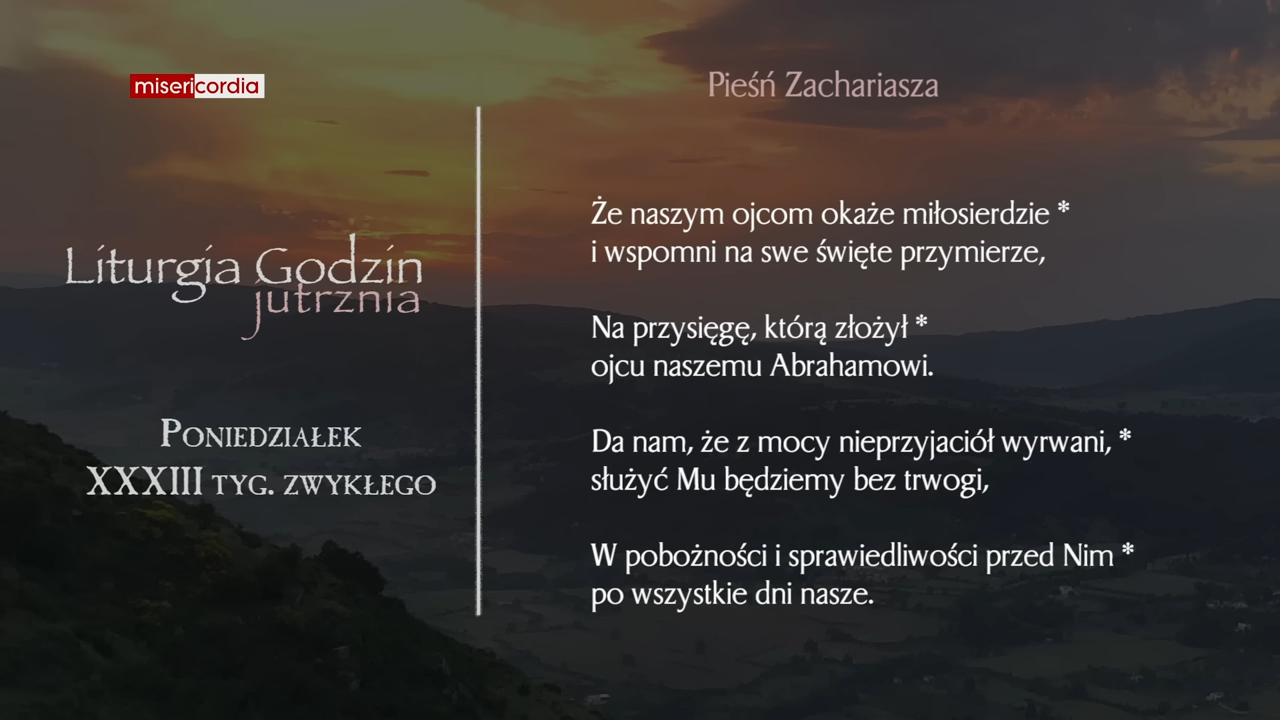 misericordia
Liturgia Godzin
jutrznia
Poniedziałek
XXXIII tyg. zwykłego
Pieśń Zachariasza
Że naszym ojcom okaże miłosierdzie *
i wspomni na swe święte przymierze,
Na przysięgę, którą złożył *
ojcu naszemu Abrahamowi.
Da nam, że z mocy nieprzyjaciół wyrwani, *
służyć Mu będziemy bez trwogi,
W pobożności i sprawiedliwości przed Nim *
po wszystkie dni nasze.